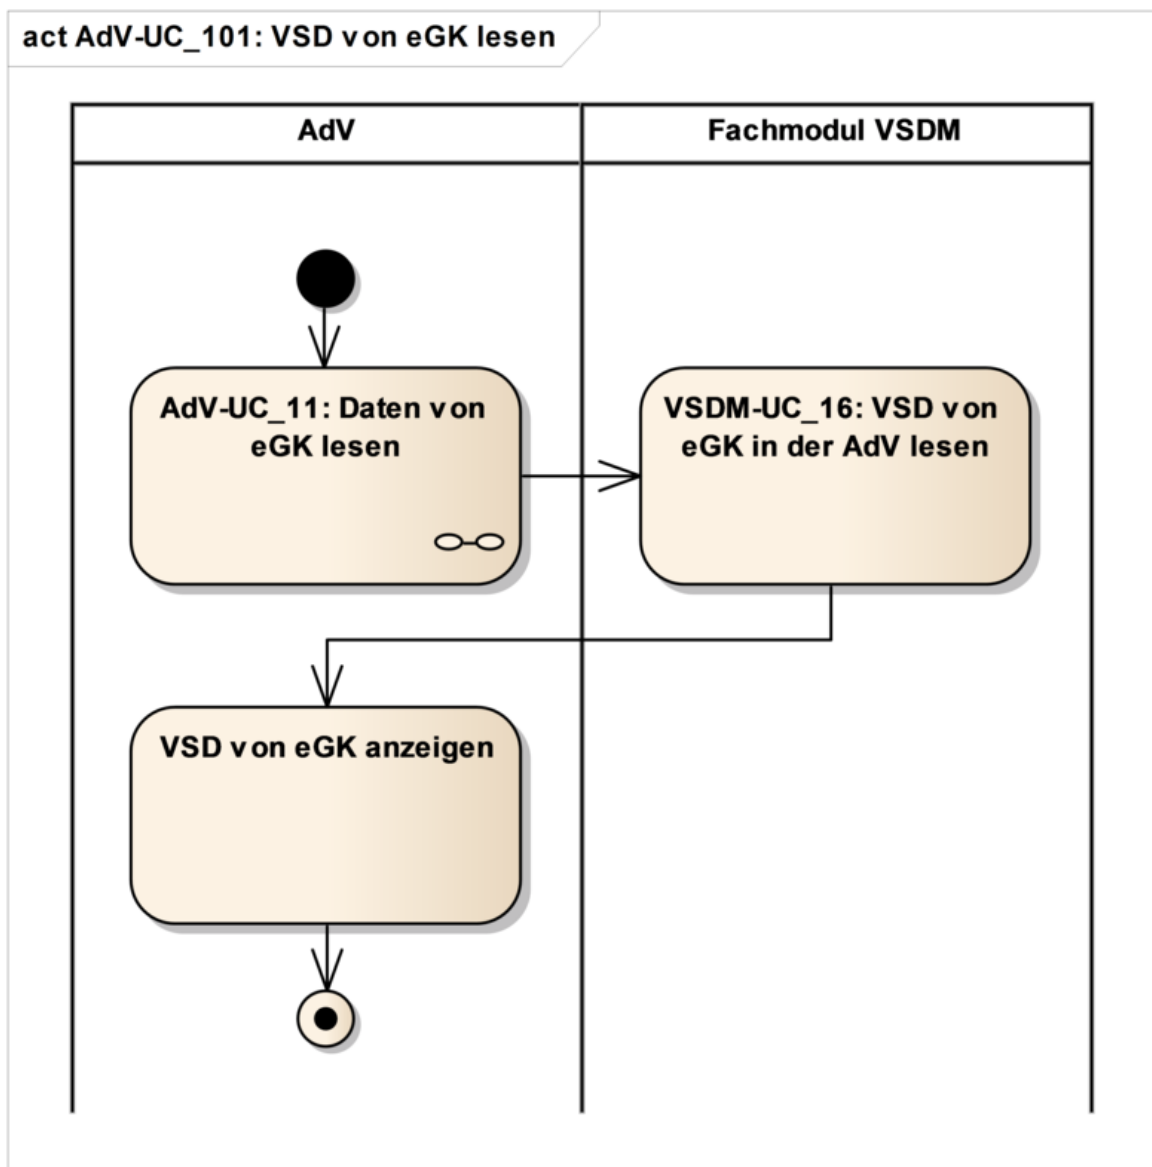 act AdV-UC_101: VSD von eGK lesen
AdV
Fachmodul VSDM
AdV-UC_11: Daten von
eGK lesen
VSDM-UC_16: VSD von
eGK in der AdV lesen
VSD von eGK anzeigen